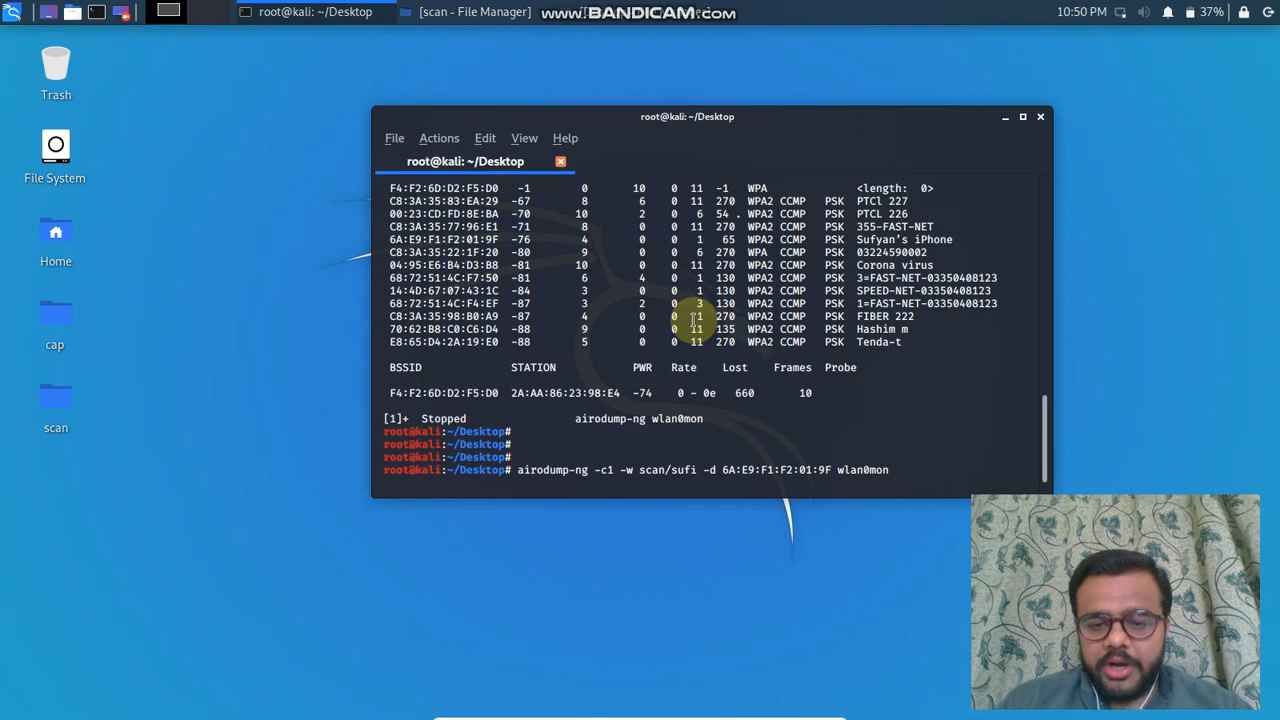 root@kali: ~/Desktop
[scan - File Manager]
www.BANDICAM.com
10:50 PM
37%
Trash
File System
Home
cap
scan
root@kali: ~/Desktop
File Actions Edit View Help
root@kali: ~/Desktop
F4:F2:6D:D2:F5:D0 -1 0 10 0 11 -1 WPA <length: 0>
C8:3A:35:83:EA:29 -67 8 6 0 11 270 WPA2 CCMP PSK PTCl 227
00:23:CD:FD:8E:BA -70 10 2 0 6 54 . WPA2 CCMP PSK PTCL 226
C8:3A:35:77:96:E1 -71 8 0 0 11 270 WPA2 CCMP PSK 355-FAST-NET
6A:E9:F1:F2:01:9F -76 4 0 0 1 65 WPA2 CCMP PSK Sufyan's iPhone
C8:3A:35:22:1F:20 -80 9 0 0 6 270 WPA2 CCMP PSK 03224590002
04:95:E6:B4:D3:B8 -81 10 0 0 11 270 WPA2 CCMP PSK Corona virus
68:72:51:4C:F7:50 -81 6 4 0 1 130 WPA2 CCMP PSK 3=FAST-NET-03350408123
14:4D:67:07:43:1C -84 3 0 0 1 130 WPA2 CCMP PSK SPEED-NET-03350408123
68:72:51:4C:F4:EF -87 3 2 0 3 130 WPA2 CCMP PSK 1=FAST-NET-03350408123
C8:3A:35:98:B0:A9 -87 4 0 0 11 270 WPA2 CCMP PSK FIBER 222
70:62:B8:C0:C6:D4 -88 9 0 0 11 135 WPA2 CCMP PSK Hashim m
E8:65:D4:2A:19:E0 -88 5 0 0 11 270 WPA2 CCMP PSK Tenda-t
BSSID STATION PWR Rate Lost Frames Probe
F4:F2:6D:D2:F5:D0 2A:AA:86:23:98:E4 -74 0 - 0e 660 10
[1]+ Stopped airodump-ng wlan0mon
root@kali:~/Desktop#
root@kali:~/Desktop#
root@kali:~/Desktop#
root@kali:~/Desktop# airodump-ng -c1 -w scan/sufi -d 6A:E9:F1:F2:01:9F wlan0mon